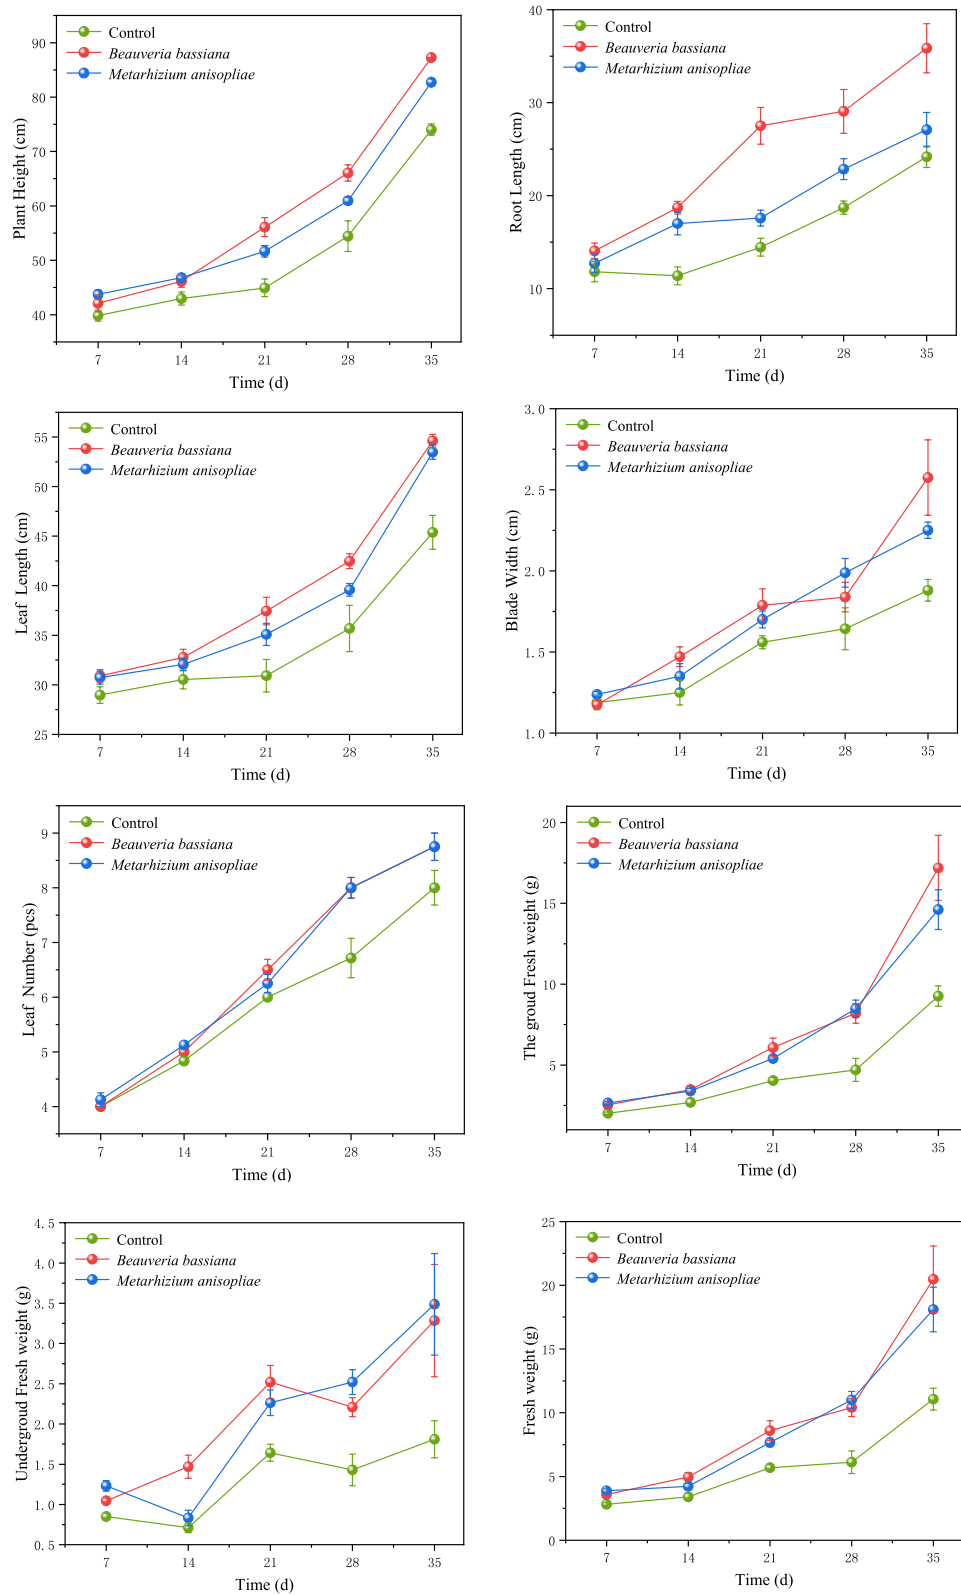 Control
Beauveria bassiana
Metarhizium anisopliae
Plant Height (cm)
90
80
70
60
50
40
7 14 21 28 35
Time (d)
Control
Beauveria bassiana
Metarhizium anisopliae
Root Length (cm)
40
30
20
10
7 14 21 28 35
Time (d)
Control
Beauveria bassiana
Metarhizium anisopliae
Leaf Length (cm)
55
50
45
40
35
30
25
7 14 21 28 35
Time (d)
Control
Beauveria bassiana
Metarhizium anisopliae
Blade Width (cm)
3.0
2.5
2.0
1.5
1.0
7 14 21 28 35
Time (d)
Control
Beauveria bassiana
Metarhizium anisopliae
Leaf Number (pcs)
9
8
7
6
5
4
7 14 21 28 35
Time (d)
Control
Beauveria bassiana
Metarhizium anisopliae
The groud Fresh weight (g)
20
15
10
5
7 14 21 28 35
Time (d)
Control
Beauveria bassiana
Metarhizium anisopliae
Undergroud Fresh weight (g)
4.5
4.0
3.5
3.0
2.5
2.0
1.5
1.0
0.5
7 14 21 28 35
Time (d)
Control
Beauveria bassiana
Metarhizium anisopliae
Fresh weight (g)
25
20
15
10
5
0
7 14 21 28 35
Time (d)